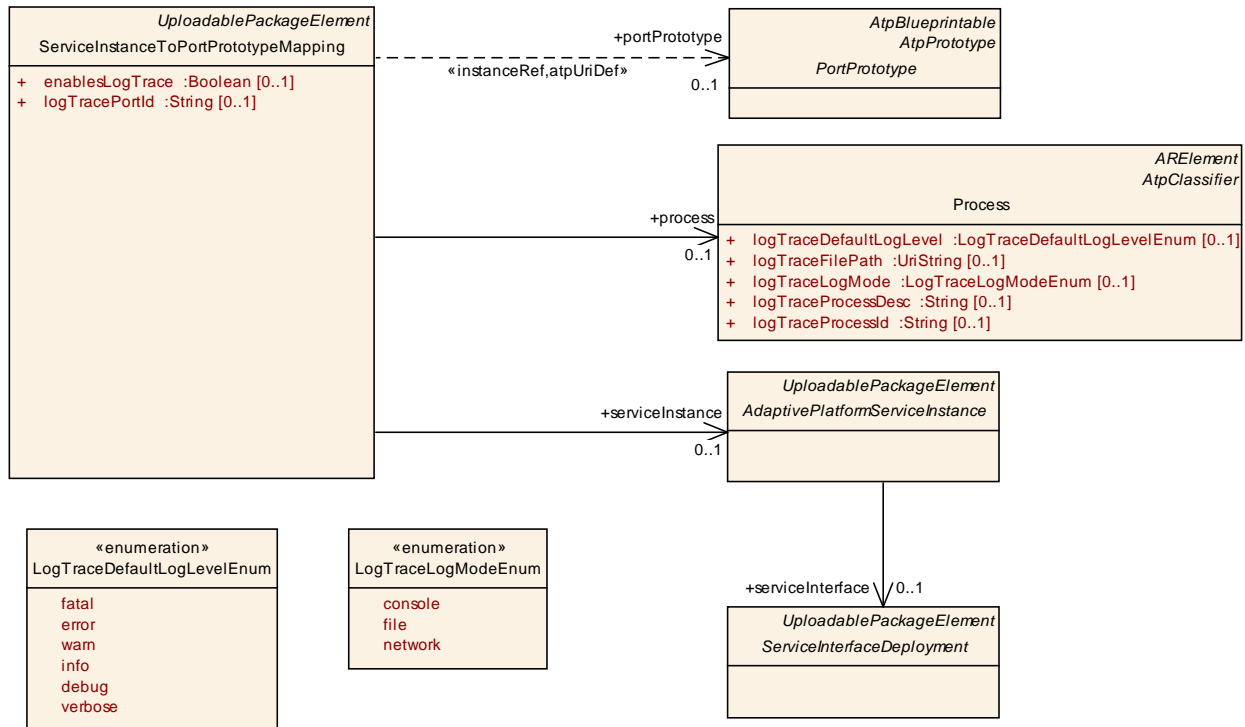 UploadablePackageElement
ServiceInstanceToPortPrototypeMapping
+ enablesLogTrace :Boolean [0..1]
+ logTracePortId :String [0..1]
+portPrototype
«instanceRef,atpUriDef»
0..1
AtpBlueprintable
AtpPrototype
PortPrototype
+process
0..1
ARElement
AtpClassifier
Process
+ logTraceDefaultLogLevel :LogTraceDefaultLogLevelEnum [0..1]
+ logTraceFilePath :UriString [0..1]
+ logTraceLogMode :LogTraceLogModeEnum [0..1]
+ logTraceProcessDesc :String [0..1]
+ logTraceProcessId :String [0..1]
+serviceInstance
0..1
UploadablePackageElement
AdaptivePlatformServiceInstance
«enumeration»
LogTraceDefaultLogLevelEnum
fatal
error
warn
info
debug
verbose
«enumeration»
LogTraceLogModeEnum
console
file
network
+serviceInterface
0..1
UploadablePackageElement
ServiceInterfaceDeployment